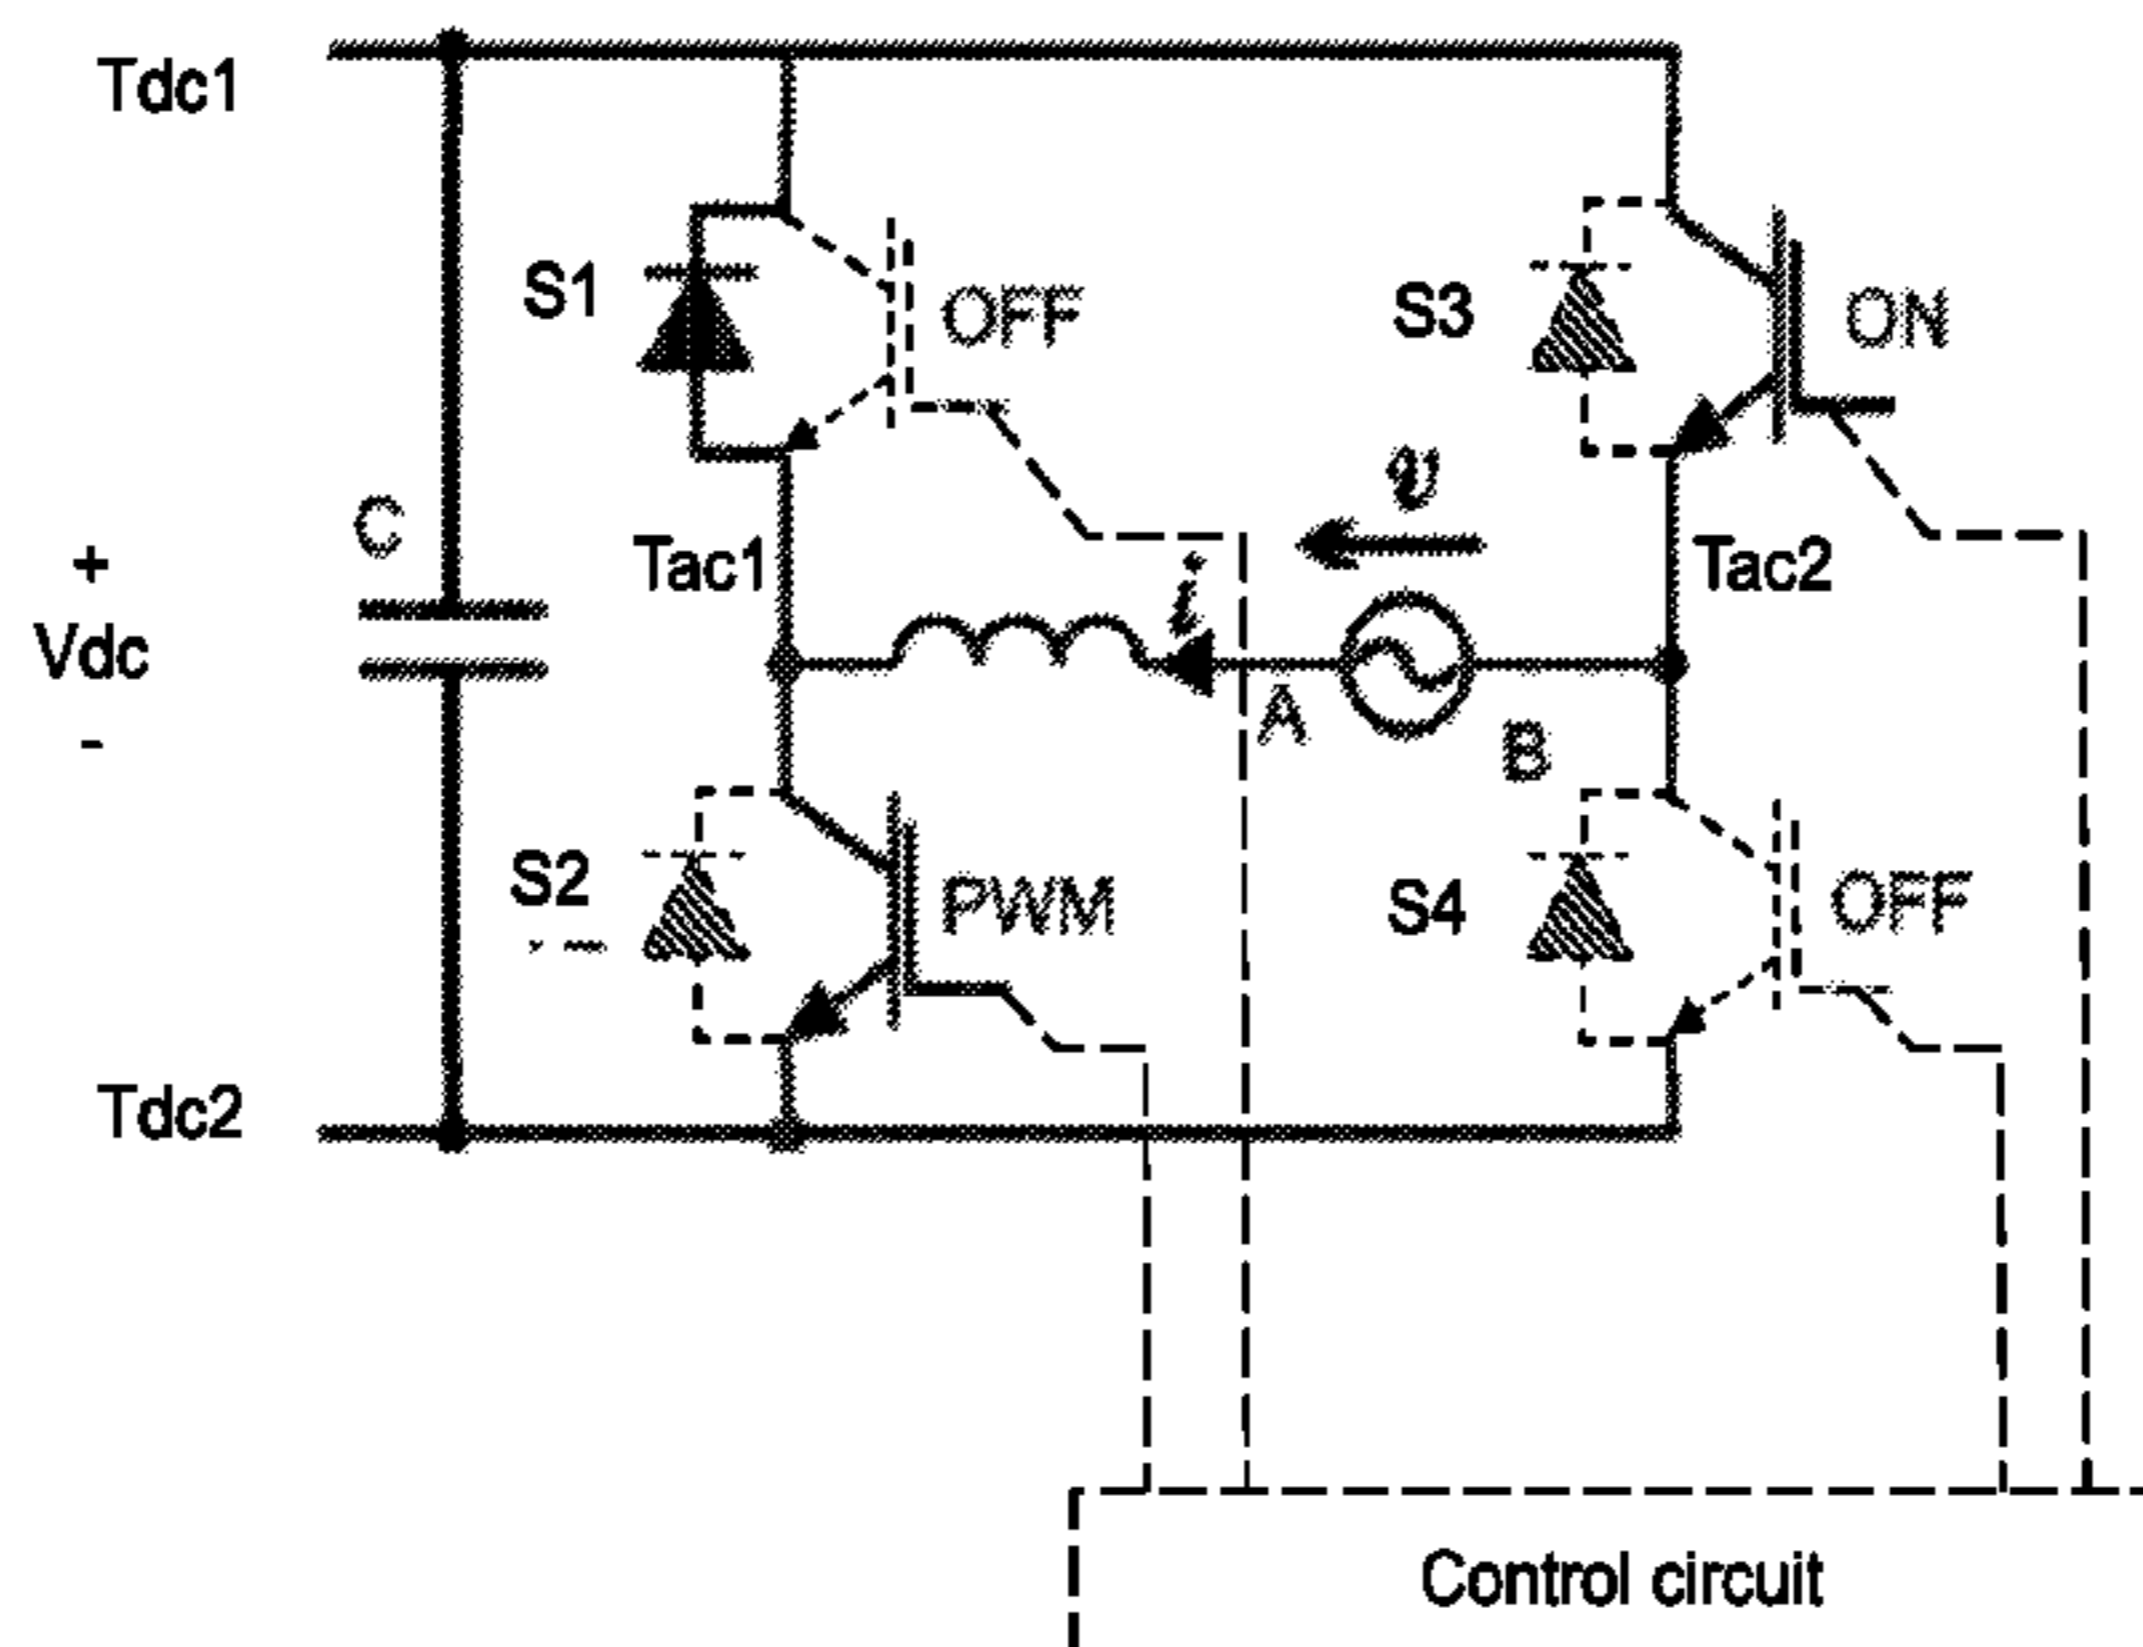 Tdc1
S1
OFF
S3
ON
υ
C
Tac1
i
Tac2
+
Vdc
-
A
B
S2
PWM
S4
OFF
Tdc2
Control circuit